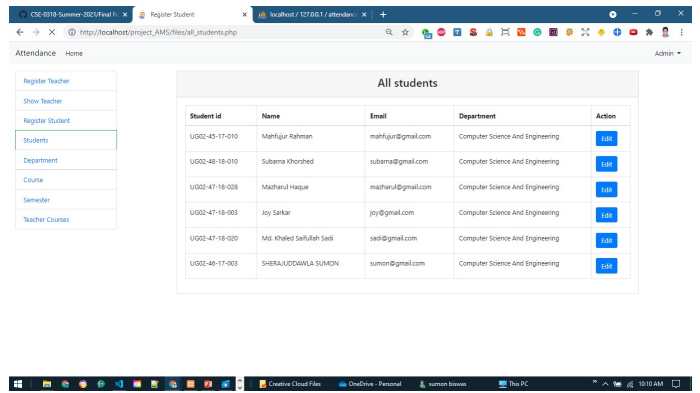 CSE-0318-Summer-2021/Final R
Register Student
localhost / 127.0.0.1 / attendanc
http://localhost/project_AMS/files/all_students.php
Attendance Home
Admin
Register Teacher
Show Teacher
Register Student
Students
Department
Course
Semester
Teacher Courses
All students
Student id Name Email Department Action
UG02-45-17-010 Mahfujur Rahman mahfujur@gmail.com Computer Science And Engineering Edit
UG02-48-18-010 Subarna Khorshed subarna@gmail.com Computer Science And Engineering Edit
UG02-47-18-028 Mazharul Haque mazharul@gmail.com Computer Science And Engineering Edit
UG02-47-18-003 Joy Sarkar joy@gmail.com Computer Science And Engineering Edit
UG02-47-18-020 Md. Khaled Saifullah Sadi sadi@gmail.com Computer Science And Engineering Edit
UG02-46-17-003 SHERAJUDDAWLA SUMON sumon@gmail.com Computer Science And Engineering Edit
Creative Cloud Files OneDrive - Personal sumon biswas This PC 10:10 AM